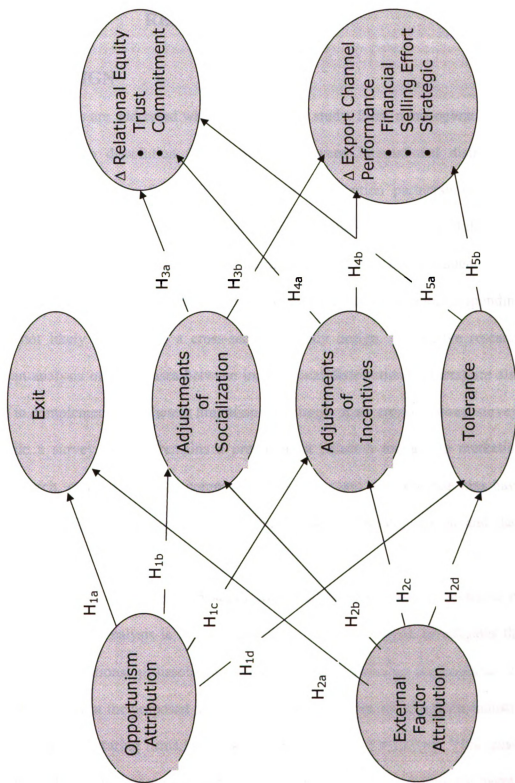 Opportunism
Attribution
External
Factor
Attribution
H1a
H1b
H1c
H1d
H2a
H2b
H2c
H2d
Exit
Adjustments
of
Socialization
Adjustments
of
Incentives
Tolerance
H3a
H3b
H4a
H4b
H5a
H5b
Δ Relational Equity
• Trust
• Commitment
Δ Export Channel
Performance
• Financial
• Selling Effort
• Strategic